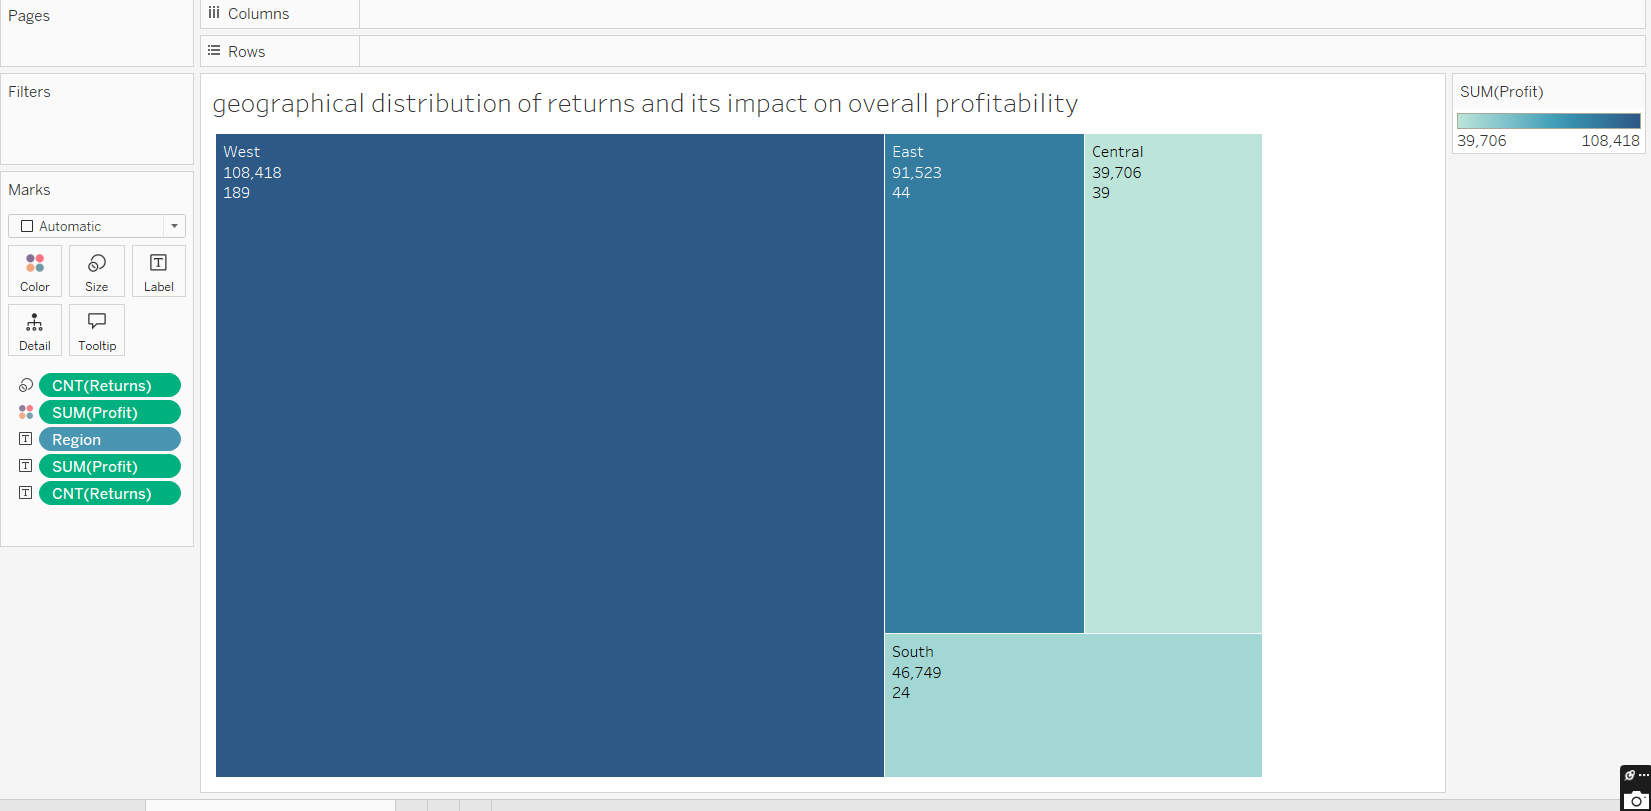 Pages
Columns
Rows
Filters
geographical distribution of returns and its impact on overall profitability
SUM(Profit)
39,706 108,418
Marks
Automatic
Color Size Label
Detail Tooltip
CNT(Returns)
SUM(Profit)
Region
SUM(Profit)
CNT(Returns)
West
108,418
189
East
91,523
44
Central
39,706
39
South
46,749
24